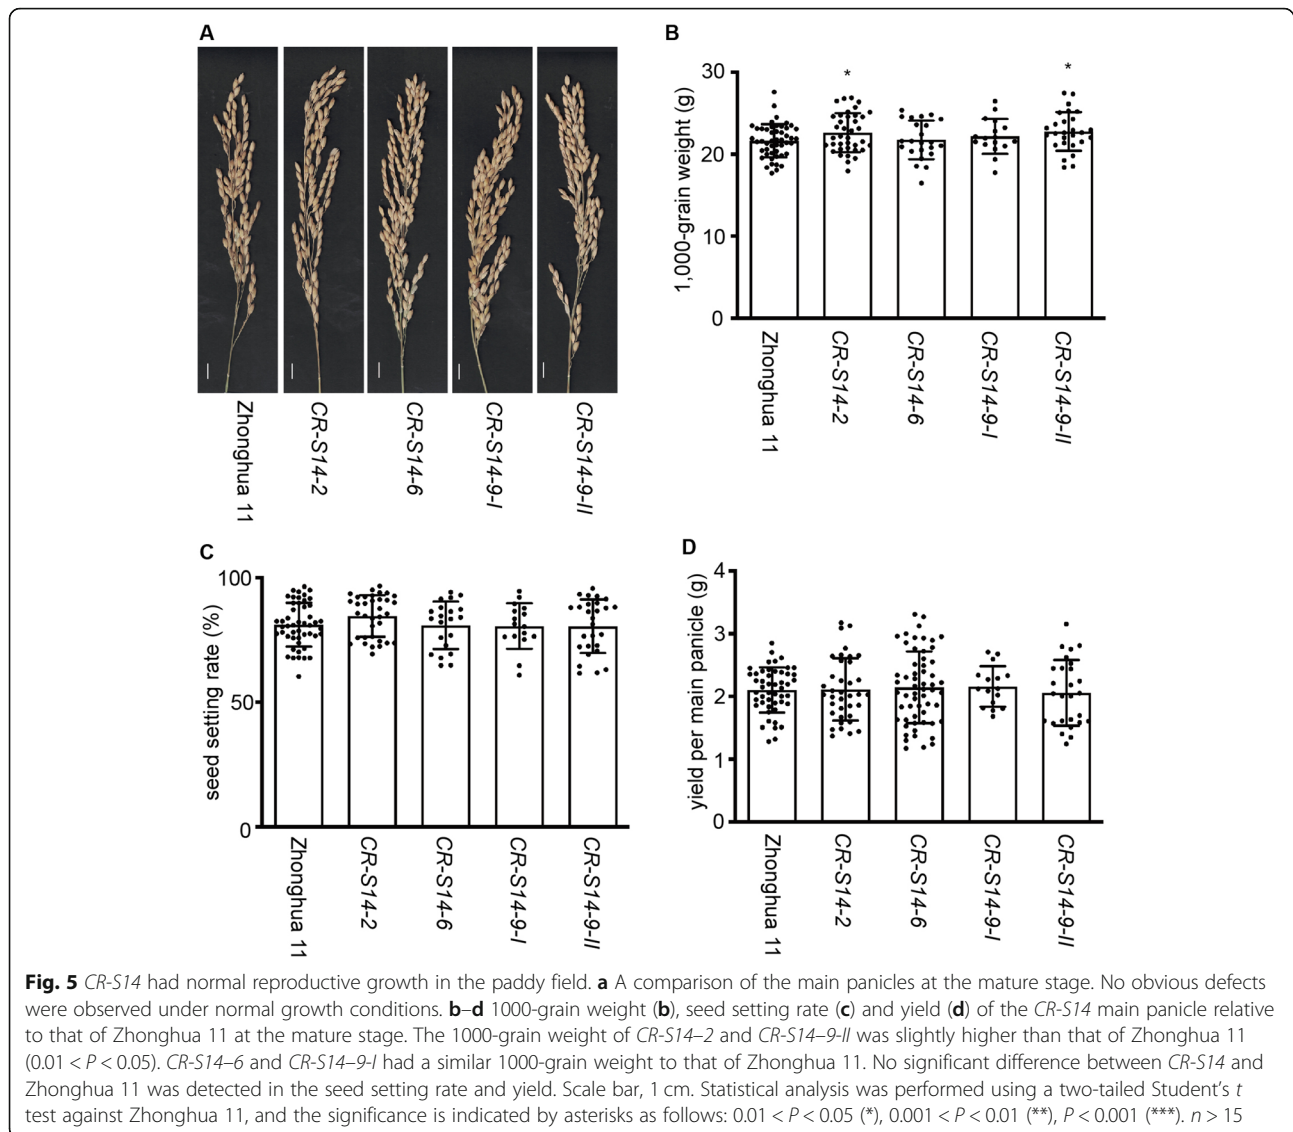 A
Zhonghua 11
CR-S14-2
CR-S14-6
CR-S14-9-I
CR-S14-9-II
B
1,000-grain weight (g)
30
20
10
0
*
*
Zhonghua 11
CR-S14-2
CR-S14-6
CR-S14-9-I
CR-S14-9-II
C
seed setting rate (%)
100
50
0
Zhonghua 11
CR-S14-2
CR-S14-6
CR-S14-9-I
CR-S14-9-II
D
yield per main panicle (g)
4
3
2
1
0
Zhonghua 11
CR-S14-2
CR-S14-6
CR-S14-9-I
CR-S14-9-II
Fig. 5 CR-S14 had normal reproductive growth in the paddy field. a A comparison of the main panicles at the mature stage. No obvious defects
were observed under normal growth conditions. b–d 1000-grain weight (b), seed setting rate (c) and yield (d) of the CR-S14 main panicle relative
to that of Zhonghua 11 at the mature stage. The 1000-grain weight of CR-S14–2 and CR-S14–9-II was slightly higher than that of Zhonghua 11
(0.01 < P < 0.05). CR-S14–6 and CR-S14–9-I had a similar 1000-grain weight to that of Zhonghua 11. No significant difference between CR-S14 and
Zhonghua 11 was detected in the seed setting rate and yield. Scale bar, 1 cm. Statistical analysis was performed using a two-tailed Student's t
test against Zhonghua 11, and the significance is indicated by asterisks as follows: 0.01 < P < 0.05 (*), 0.001 < P < 0.01 (**), P < 0.001 (***). n > 15